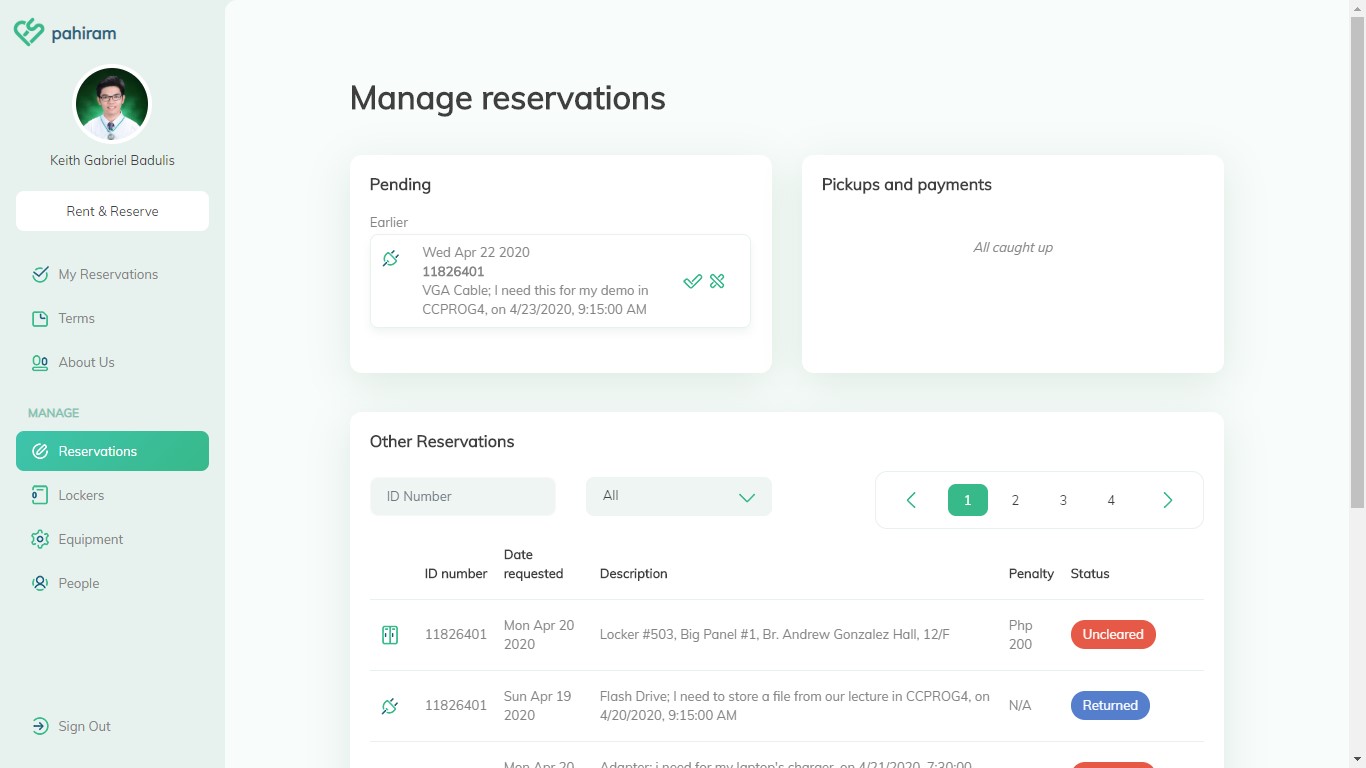 pahiram
Keith Gabriel Badulis
Rent & Reserve
My Reservations
Terms
About Us
MANAGE
Reservations
Lockers
Equipment
People
Sign Out
Manage reservations
Pending
Earlier
Wed Apr 22 2020
11826401
VGA Cable; I need this for my demo in
CCPROG4, on 4/23/2020, 9:15:00 AM
Pickups and payments
All caught up
Other Reservations
ID Number
All
1 2 3 4
ID number Date requested Description Penalty Status
11826401 Mon Apr 20 2020 Locker #503, Big Panel #1, Br. Andrew Gonzalez Hall, 12/F Php 200 Uncleared
11826401 Sun Apr 19 2020 Flash Drive; I need to store a file from our lecture in CCPROG4, on 4/20/2020, 9:15:00 AM N/A Returned
Mon Apr 20 Adapter; i need for my laptop's charger, on 4/21/2020, 7:30:00